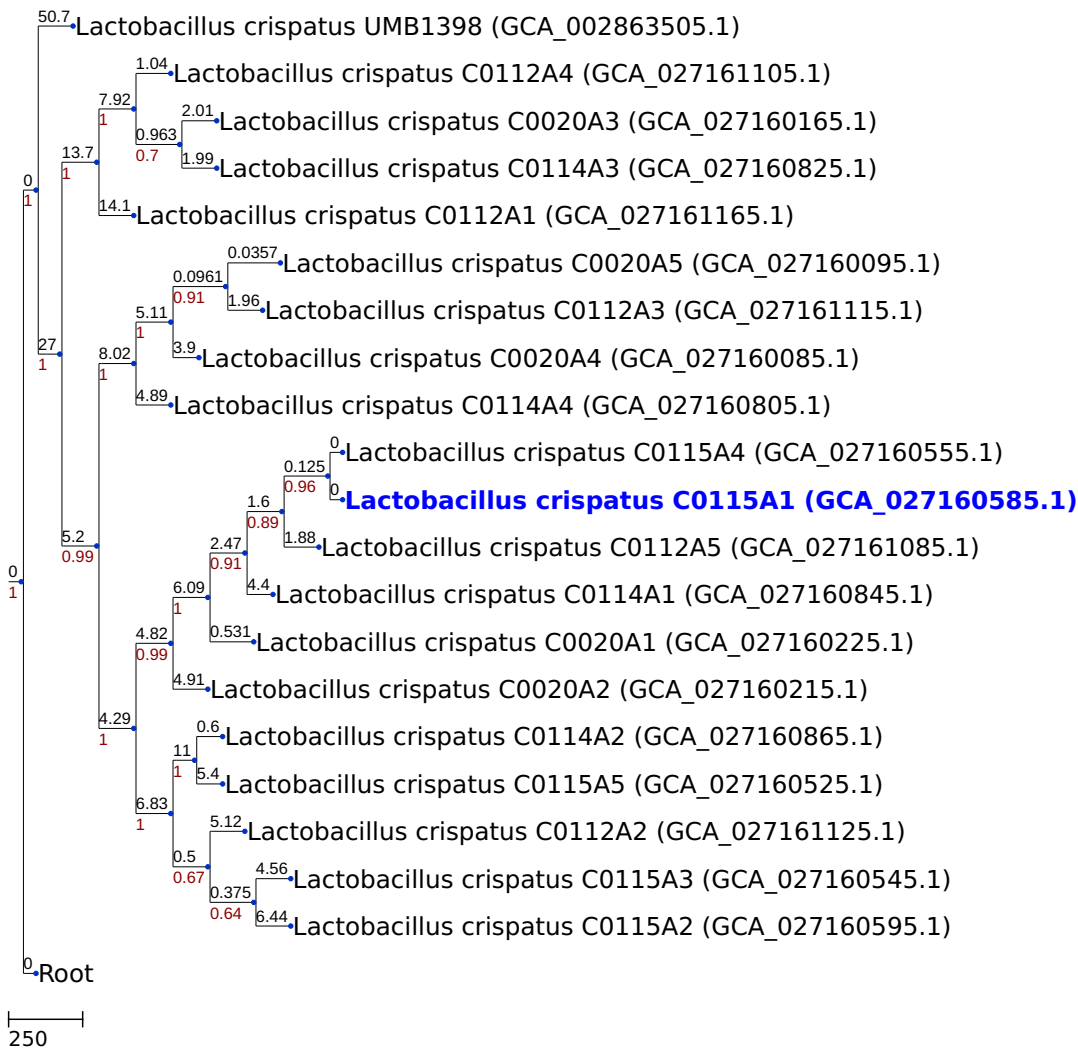 50.7
Lactobacillus crispatus UMB1398 (GCA_002863505.1)
1.04
Lactobacillus crispatus C0112A4 (GCA_027161105.1)
7.92
1
2.01
Lactobacillus crispatus C0020A3 (GCA_027160165.1)
0.963
0.7
13.7
1
1.99
Lactobacillus crispatus C0114A3 (GCA_027160825.1)
0
1
14.1
Lactobacillus crispatus C0112A1 (GCA_027161165.1)
0.0357
Lactobacillus crispatus C0020A5 (GCA_027160095.1)
0.0961
0.91
1.96
Lactobacillus crispatus C0112A3 (GCA_027161115.1)
5.11
1
27
1
3.9
Lactobacillus crispatus C0020A4 (GCA_027160085.1)
8.02
1
4.89
Lactobacillus crispatus C0114A4 (GCA_027160805.1)
0
Lactobacillus crispatus C0115A4 (GCA_027160555.1)
0.125
0.96
0
Lactobacillus crispatus C0115A1 (GCA_027160585.1)
1.6
0.89
5.2
0.99
1.88
Lactobacillus crispatus C0112A5 (GCA_027161085.1)
2.47
0.91
0
1
4.4
Lactobacillus crispatus C0114A1 (GCA_027160845.1)
6.09
1
0.531
Lactobacillus crispatus C0020A1 (GCA_027160225.1)
4.82
0.99
4.91
Lactobacillus crispatus C0020A2 (GCA_027160215.1)
4.29
1
0.6
Lactobacillus crispatus C0114A2 (GCA_027160865.1)
11
1
5.4
Lactobacillus crispatus C0115A5 (GCA_027160525.1)
6.83
1
5.12
Lactobacillus crispatus C0112A2 (GCA_027161125.1)
0.5
0.67
4.56
Lactobacillus crispatus C0115A3 (GCA_027160545.1)
0.375
0.64
6.44
Lactobacillus crispatus C0115A2 (GCA_027160595.1)
0
Root
250